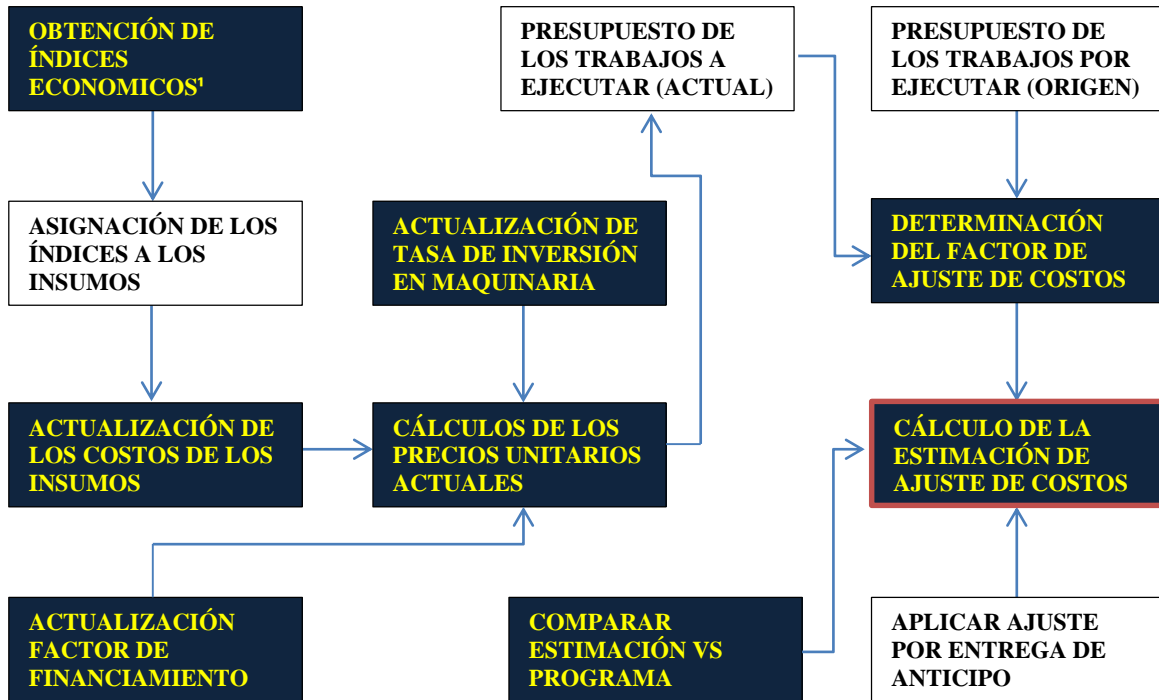 OBTENCIÓN DE
ÍNDICES
ECONOMICOS¹
PRESUPUESTO DE
LOS TRABAJOS A
EJECUTAR (ACTUAL)
PRESUPUESTO DE
LOS TRABAJOS POR
EJECUTAR (ORIGEN)
ASIGNACIÓN DE LOS
ÍNDICES A LOS
INSUMOS
ACTUALIZACIÓN DE
TASA DE INVERSIÓN
EN MAQUINARIA
DETERMINACIÓN
DEL FACTOR DE
AJUSTE DE COSTOS
ACTUALIZACIÓN DE
LOS COSTOS DE LOS
INSUMOS
CÁLCULOS DE LOS
PRECIOS UNITARIOS
ACTUALES
CÁLCULO DE LA
ESTIMACIÓN DE
AJUSTE DE COSTOS
ACTUALIZACIÓN
FACTOR DE
FINANCIAMIENTO
COMPARAR
ESTIMACIÓN VS
PROGRAMA
APLICAR AJUSTE
POR ENTREGA DE
ANTICIPO